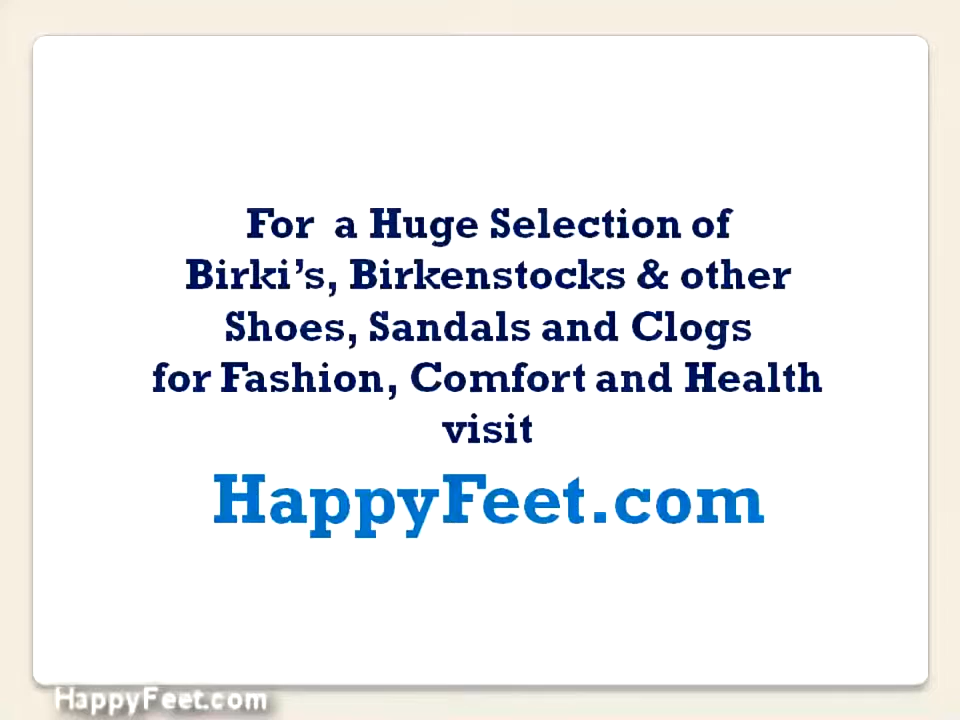 For a Huge Selection of
Birki's, Birkenstocks & other
Shoes, Sandals and Clogs
for Fashion, Comfort and Health
visit
HappyFeet.com
HappyFeet.com